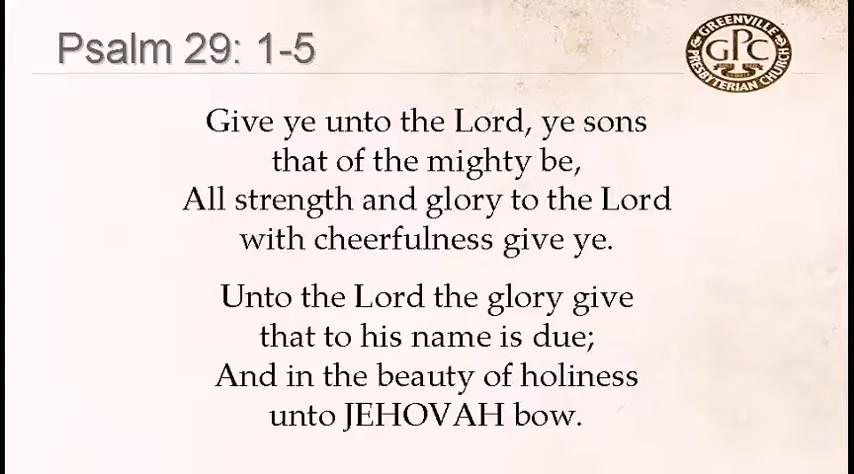 Psalm 29: 1-5
GREENVILLE
GPC
PRESBYTERIAN CHURCH
Give ye unto the Lord, ye sons
that of the mighty be,
All strength and glory to the Lord
with cheerfulness give ye.
Unto the Lord the glory give
that to his name is due;
And in the beauty of holiness
unto JEHOVAH bow.